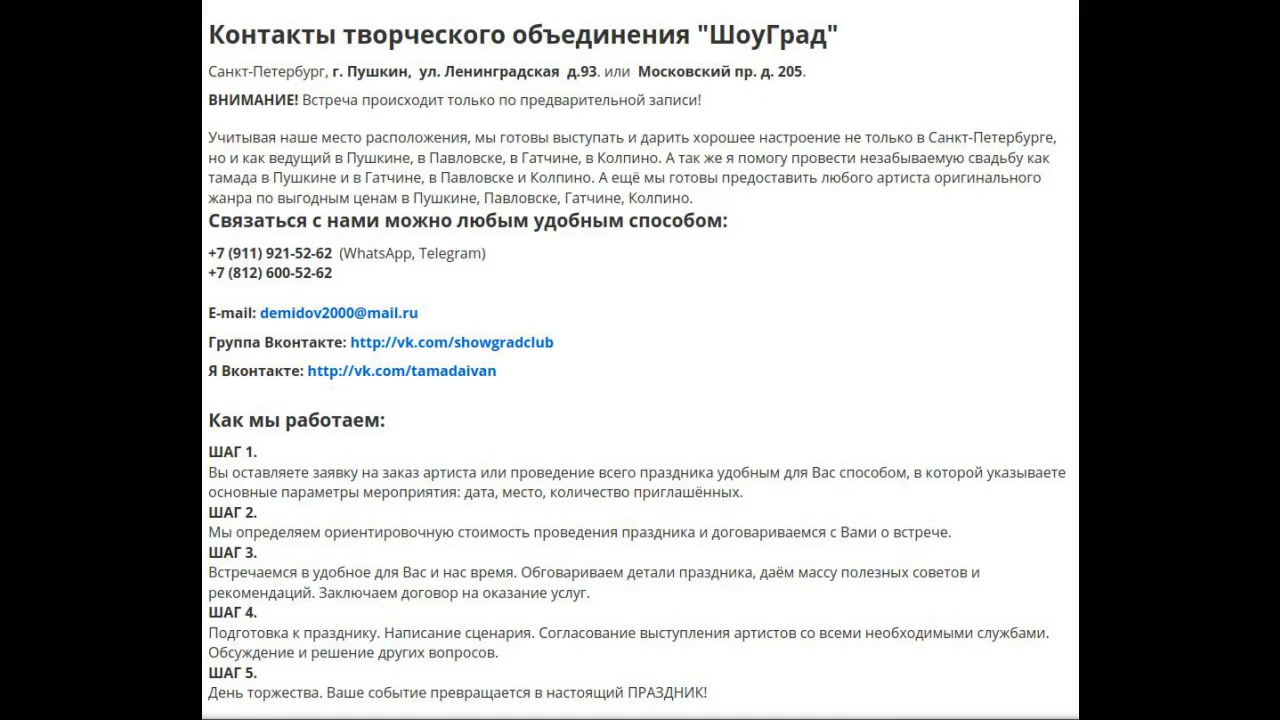 Контакты творческого объединения "ШоуГрад"
Санкт-Петербург, г. Пушкин, ул. Ленинградская д.93. или Московский пр. д. 205.
ВНИМАНИЕ! Встреча происходит только по предварительной записи!
Учитывая наше место расположения, мы готовы выступать и дарить хорошее настроение не только в Санкт-Петербурге,
но и как ведущий в Пушкине, в Павловске, в Гатчине, в Колпино. А так же я помогу провести незабываемую свадьбу как
тамада в Пушкине и в Гатчине, в Павловске и Колпино. А ещё мы готовы предоставить любого артиста оригинального
жанра по выгодным ценам в Пушкине, Павловске, Гатчине, Колпино.
Связаться с нами можно любым удобным способом:
+7 (911) 921-52-62 (WhatsApp, Telegram)
+7 (812) 600-52-62
E-mail: demidov2000@mail.ru
Группа Вконтакте: http://vk.com/showgradclub
Я Вконтакте: http://vk.com/tamadaivan
Как мы работаем:
ШАГ 1.
Вы оставляете заявку на заказ артиста или проведение всего праздника удобным для Вас способом, в которой указываете
основные параметры мероприятия: дата, место, количество приглашённых.
ШАГ 2.
Мы определяем ориентировочную стоимость проведения праздника и договариваемся с Вами о встрече.
ШАГ 3.
Встречаемся в удобное для Вас и нас время. Обговариваем детали праздника, даём массу полезных советов и
рекомендаций. Заключаем договор на оказание услуг.
ШАГ 4.
Подготовка к празднику. Написание сценария. Согласование выступления артистов со всеми необходимыми службами.
Обсуждение и решение других вопросов.
ШАГ 5.
День торжества. Ваше событие превращается в настоящий ПРАЗДНИК!